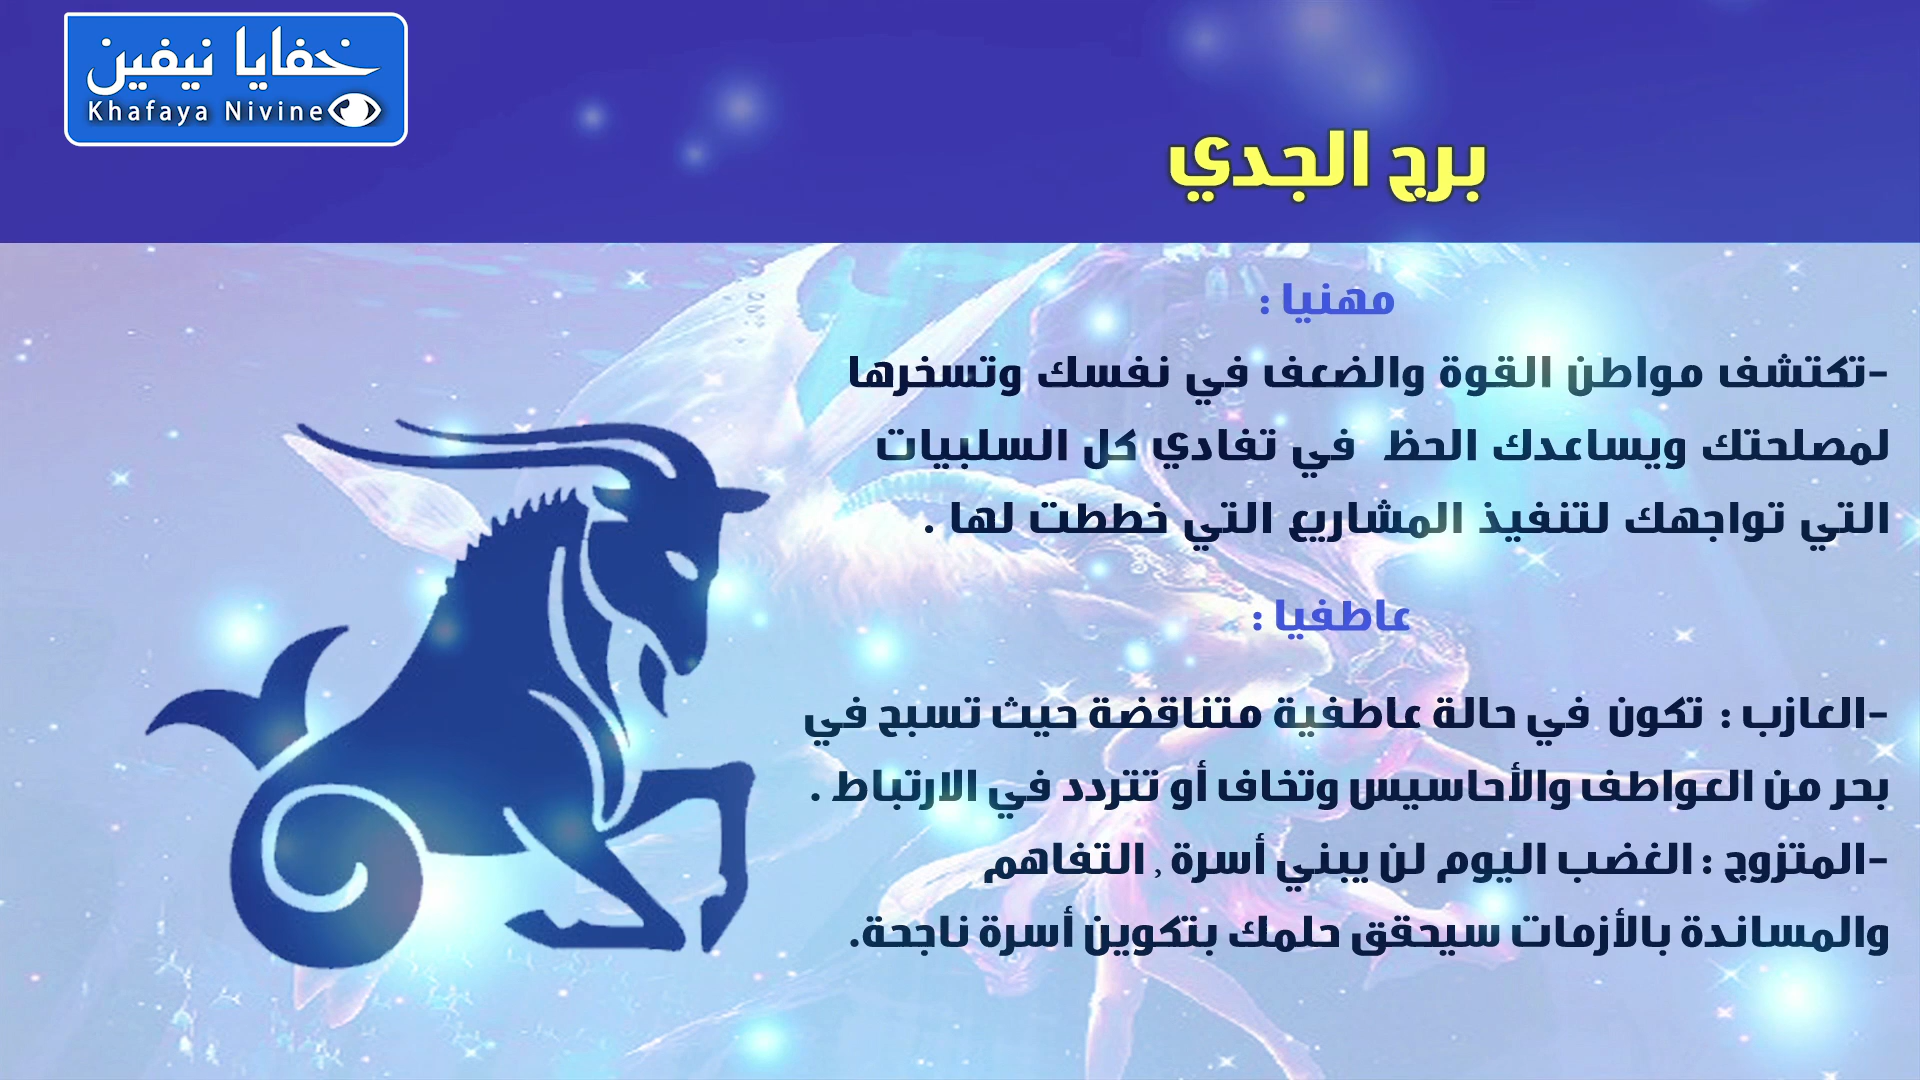 خفايا نيفين
Khafaya Nivine
برج الجدي
مهنيا :
-تكتشف مواطن القوة والضعف في نفسك وتسخرها
لمصلحتك ويساعدك الحظ في تفادي كل السلبيات
التي تواجهك لتنفيذ المشاريع التي خططت لها .
عاطفيا :
-العازب : تكون في حالة عاطفية متناقضة حيث تسبح في
بحر من العواطف والأحاسيس وتخاف أو تتردد في الارتباط .
-المتزوج : الغضب اليوم لن يبني أسرة , التفاهم
والمساندة بالأزمات سيحقق حلمك بتكوين أسرة ناجحة.